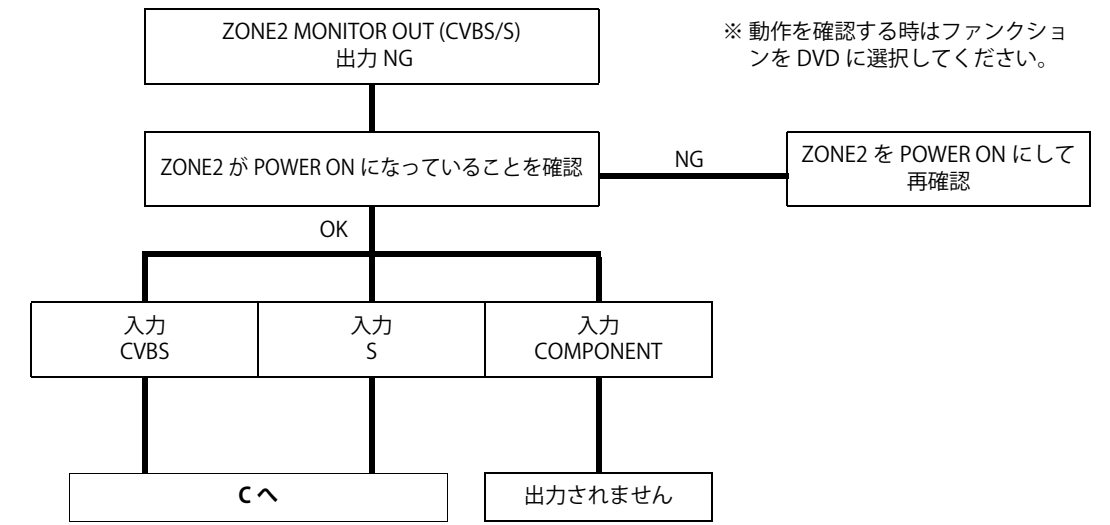 ZONE2 MONITOR OUT (CVBS/S)
出力 NG
※ 動作を確認する時はファンクショ
ンを DVD に選択してください。
ZONE2 が POWER ON になっていることを確認
NG
ZONE2 を POWER ON にして
再確認
OK
入力
CVBS
入力
S
入力
COMPONENT
C へ
出力されません